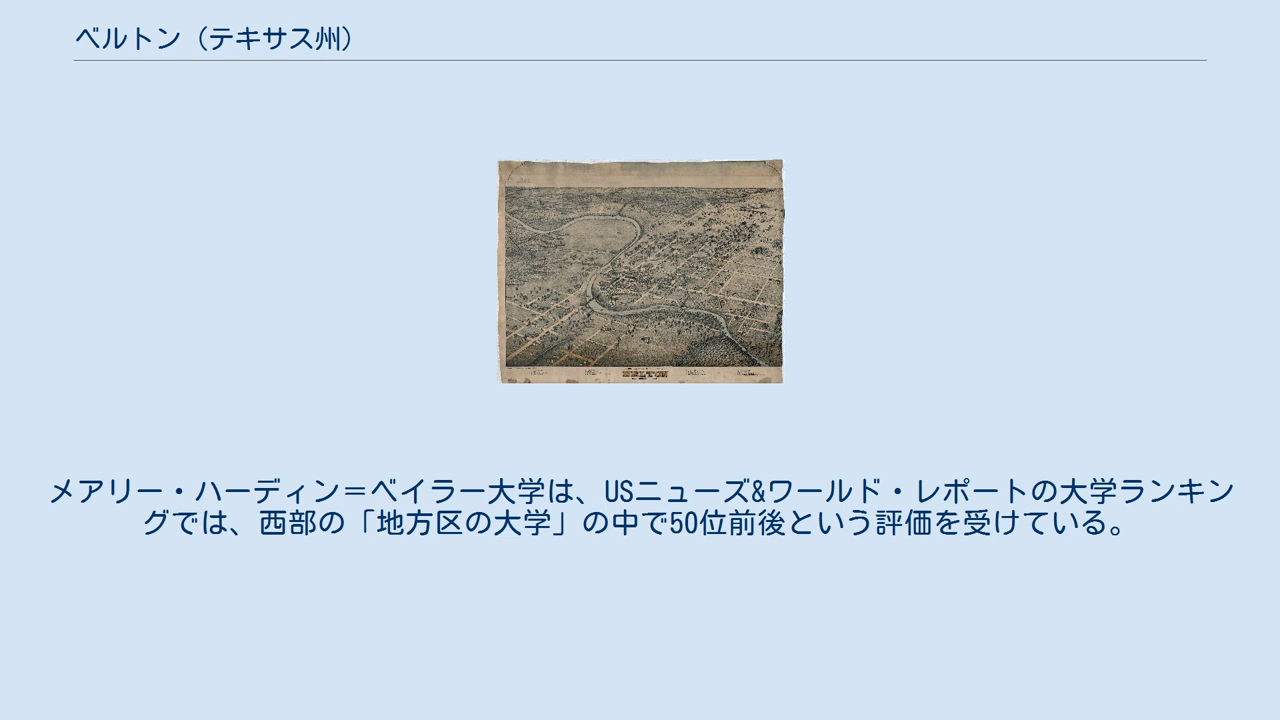 ベルトン（テキサス州）
BELTON
メアリー・ハーディン＝ベイラー大学は、USニューズ&ワールド・レポートの大学ランキン
グでは、西部の「地方区の大学」の中で50位前後という評価を受けている。